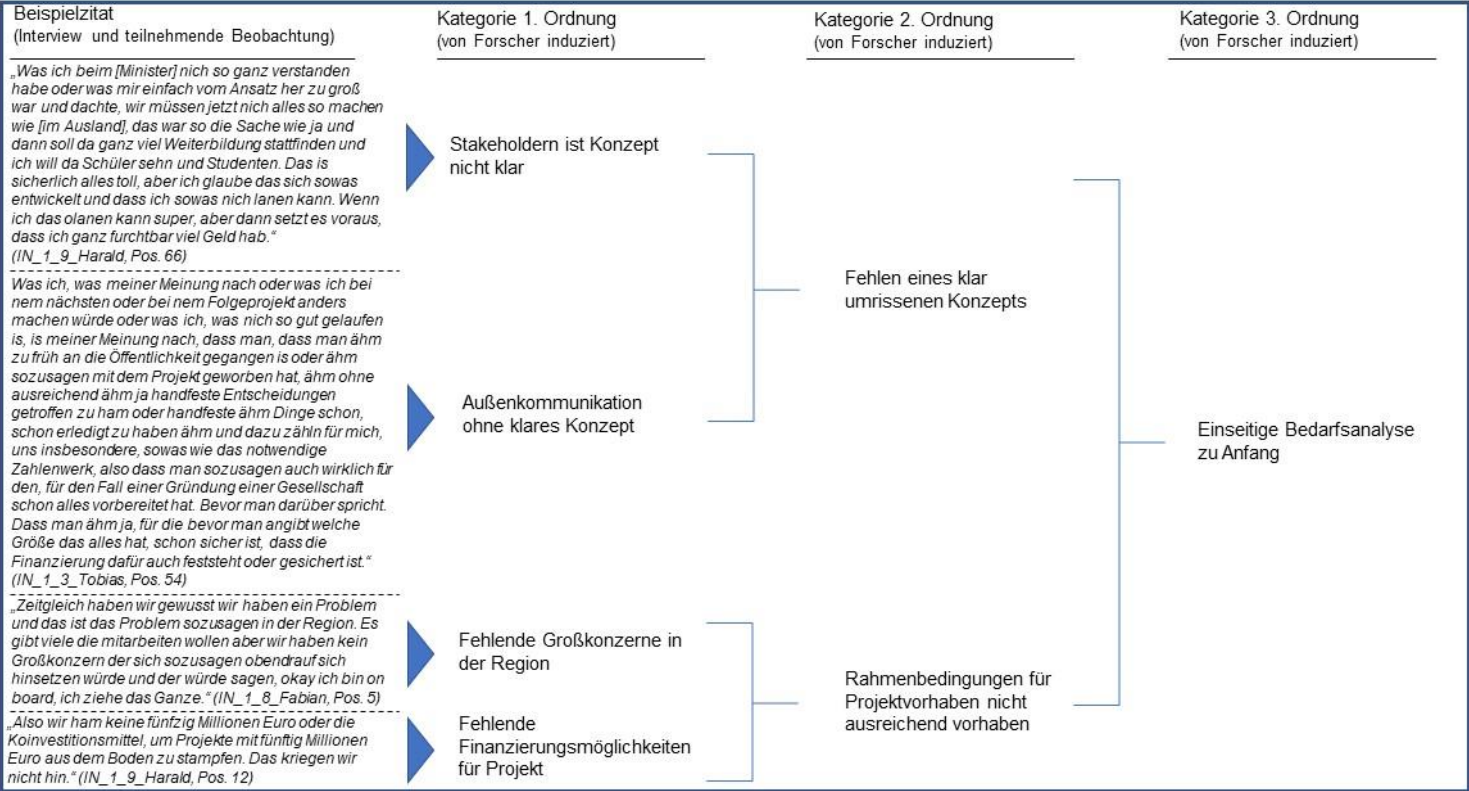 Beispielzitat
(Interview und teilnehmende Beobachtung)
Kategorie 1. Ordnung
(von Forscher induziert)
Kategorie 2. Ordnung
(von Forscher induziert)
Kategorie 3. Ordnung
(von Forscher induziert)
„Was ich beim [Minister] nich so ganz verstanden
habe oder was mir einfach vom Ansatz her zu groß
war und dachte, wir müssen jetzt nich alles so machen
wie [im Ausland], das war so die Sache wie ja und
dann soll da ganz viel Weiterbildung stattfinden und
ich will da Schüler sehn und Studenten. Das is
sicherlich alles toll, aber ich glaube das sich sowas
entwickelt und dass ich sowas nich lanen kann. Wenn
ich das olanen kann super, aber dann setzt es voraus,
dass ich ganz furchtbar viel Geld hab.“
(IN_1_9_Harald, Pos. 66)
Stakeholdern ist Konzept
nicht klar
Was ich, was meiner Meinung nach oder was ich bei
nem nächsten oder bei nem Folgeprojekt anders
machen würde oder was ich, was nich so gut gelaufen
is, is meiner Meinung nach, dass man, dass man ähm
zu früh an die Öffentlichkeit gegangen is oder ähm
sozusagen mit dem Projekt geworben hat, ähm ohne
ausreichend ähm ja handfeste Entscheidungen
getroffen zu ham oder handfeste ähm Dinge schon,
schon erledigt zu haben ähm und dazu zähln für mich,
uns insbesondere, sowas wie das notwendige
Zahlenwerk, also dass man sozusagen auch wirklich für
den, für den Fall einer Gründung einer Gesellschaft
schon alles vorbereitet hat. Bevor man darüber spricht.
Dass man ähm ja, für die bevor man angibt welche
Größe das alles hat, schon sicher ist, dass die
Finanzierung dafür auch feststeht oder gesichert ist.“
(IN_1_3_Tobias, Pos. 54)
Außenkommunikation
ohne klares Konzept
Fehlen eines klar
umrissenen Konzepts
„Zeitgleich haben wir gewusst wir haben ein Problem
und das ist das Problem sozusagen in der Region. Es
gibt viele die mitarbeiten wollen aber wir haben kein
Großkonzern der sich sozusagen obendrauf sich
hinsetzen würde und der würde sagen, okay ich bin on
board, ich ziehe das Ganze.“ (IN_1_8_Fabian, Pos. 5)
Fehlende Großkonzerne in
der Region
„Also wir ham keine fünfzig Millionen Euro oder die
Koinvestitionsmittel, um Projekte mit fünftig Millionen
Euro aus dem Boden zu stampfen. Das kriegen wir
nicht hin.“ (IN_1_9_Harald, Pos. 12)
Fehlende
Finanzierungsmöglichkeiten
für Projekt
Rahmenbedingungen für
Projektvorhaben nicht
ausreichend vorhaben
Einseitige Bedarfsanalyse
zu Anfang